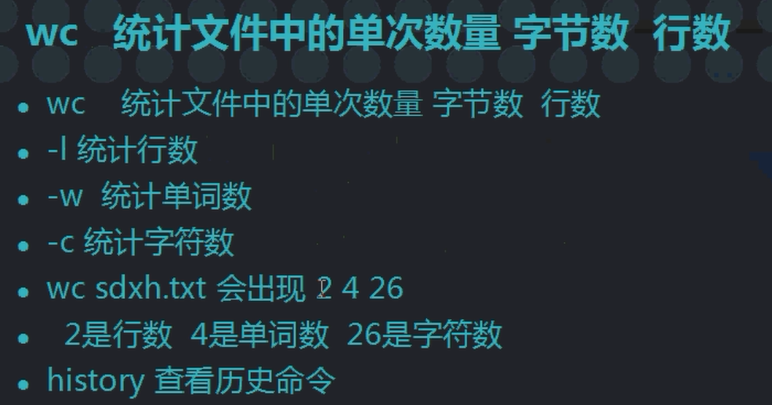 wc 统计文件中的单次数量 字节数 行数
• wc 统计文件中的单次数量 字节数 行数
• -l 统计行数
• -w 统计单词数
• -c 统计字符数
• wc sdxh.txt 会出现 2 4 26
• 2是行数 4是单词数 26是字符数
• history 查看历史命令